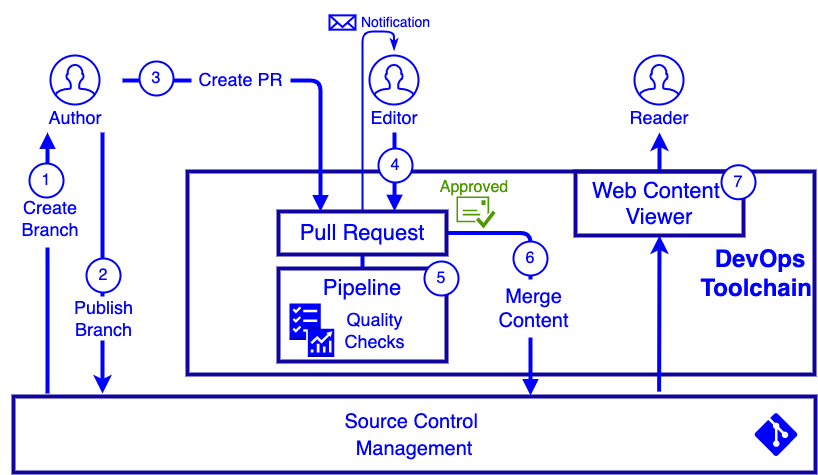 Notification
3
Create PR
Author
Editor
Reader
1
Create
Branch
4
Approved
Web Content
Viewer
7
Pull Request
2
Publish
Branch
5
Pipeline
Quality
Checks
6
Merge
Content
DevOps
Toolchain
Source Control
Management